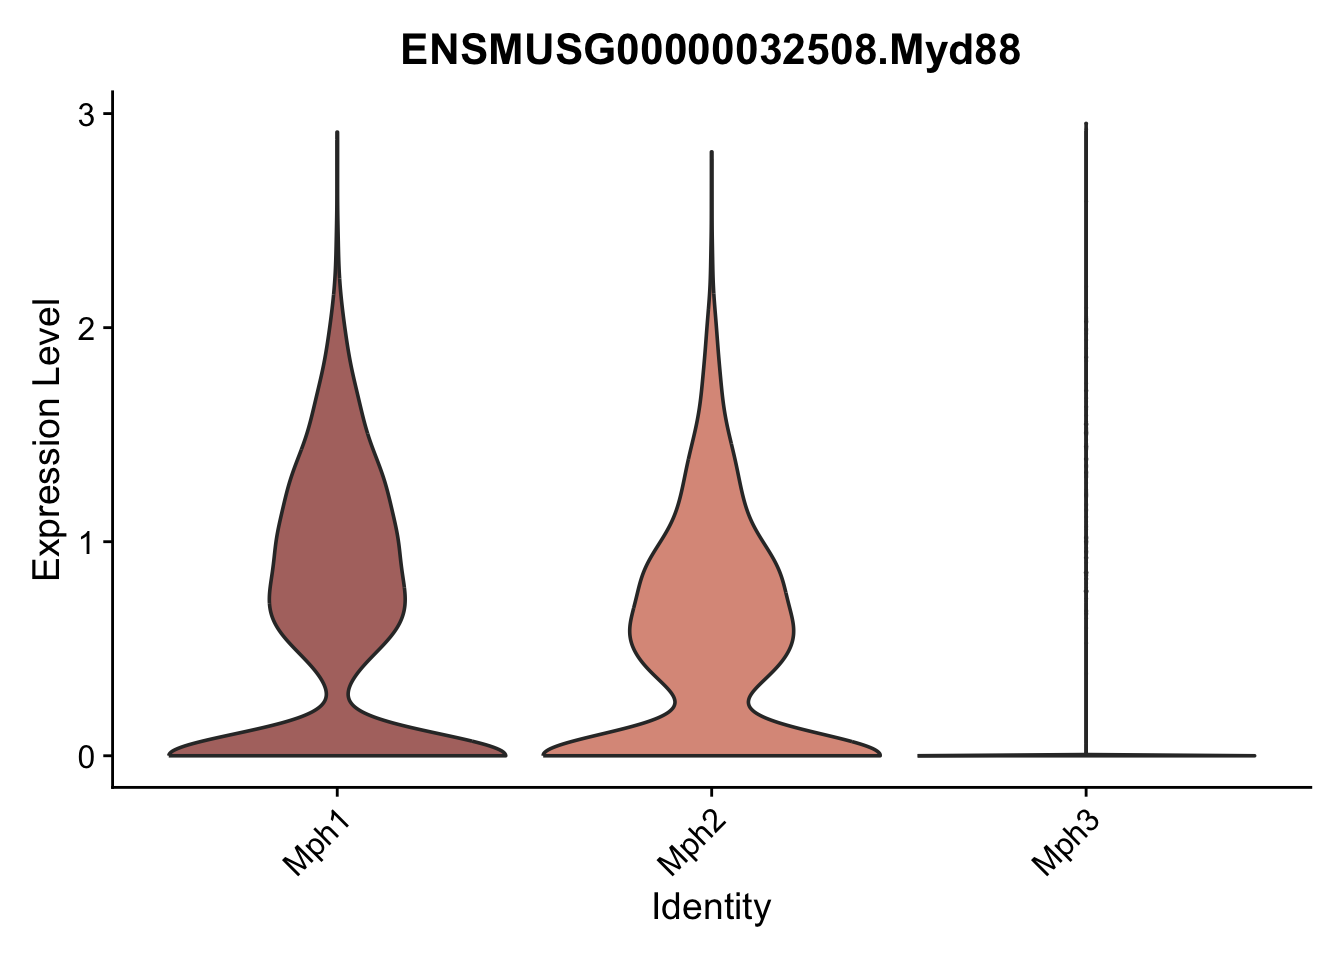 ENSMUSG00000032508.Myd88
Expression Level
3
2
1
0
Mph1
Mph2
Mph3
Identity